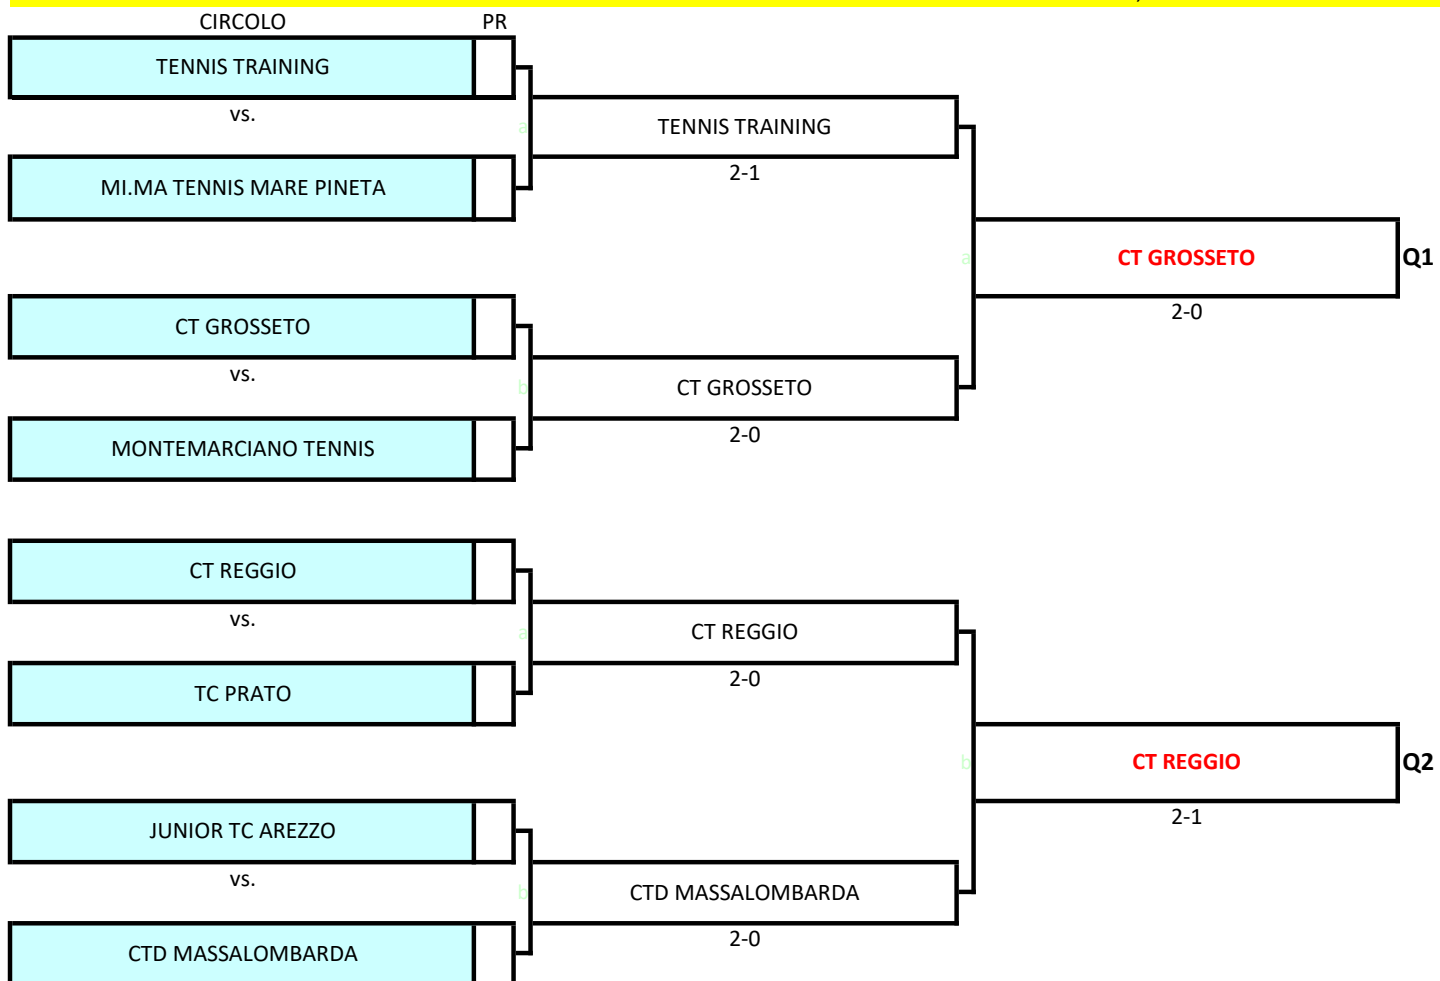 CIRCOLO PR
TENNIS TRAINING
vs.
a
TENNIS TRAINING
MI.MA TENNIS MARE PINETA
2-1
a
CT GROSSETO
Q1
2-0
CT GROSSETO
vs.
b
CT GROSSETO
MONTEMARCIANO TENNIS
2-0
CT REGGIO
vs.
a
CT REGGIO
TC PRATO
2-0
b
CT REGGIO
Q2
2-1
JUNIOR TC AREZZO
vs.
b
CTD MASSALOMBARDA
2-0
CTD MASSALOMBARDA